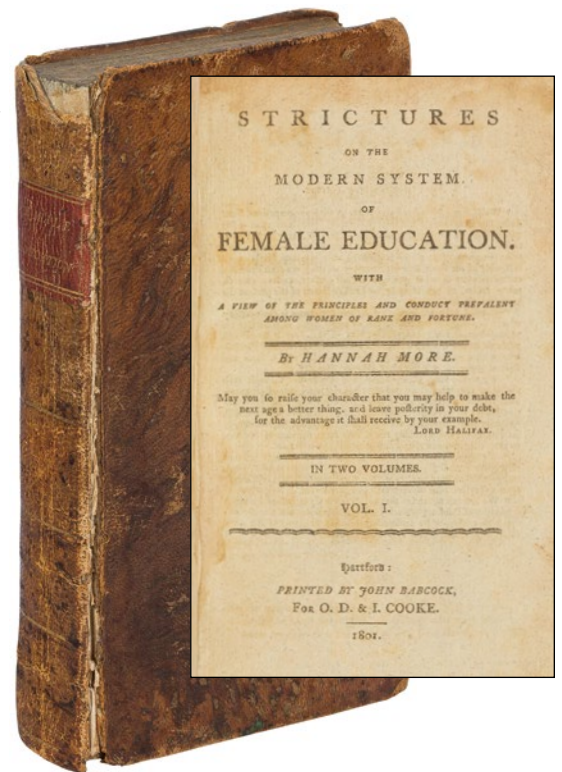 STRICTURES
ON THE
MODERN SYSTEM
OF
FEMALE EDUCATION.
WITH
A VIEW OF THE PRINCIPLES AND CONDUCT PREVALENT
AMONG WOMEN OF RANK AND FORTUNE.
By HANNAH MORE.
May you ſo raiſe your character that you may help to make the
next age a better thing, and leave poſterity in your debt,
for the advantage it ſhall receive by your example.
LORD HALIFAX.
IN TWO VOLUMES.
VOL. I.
Hartford:
PRINTED BY JOHN BABCOCK,
FOR O. D. & I. COOKE.
1801.